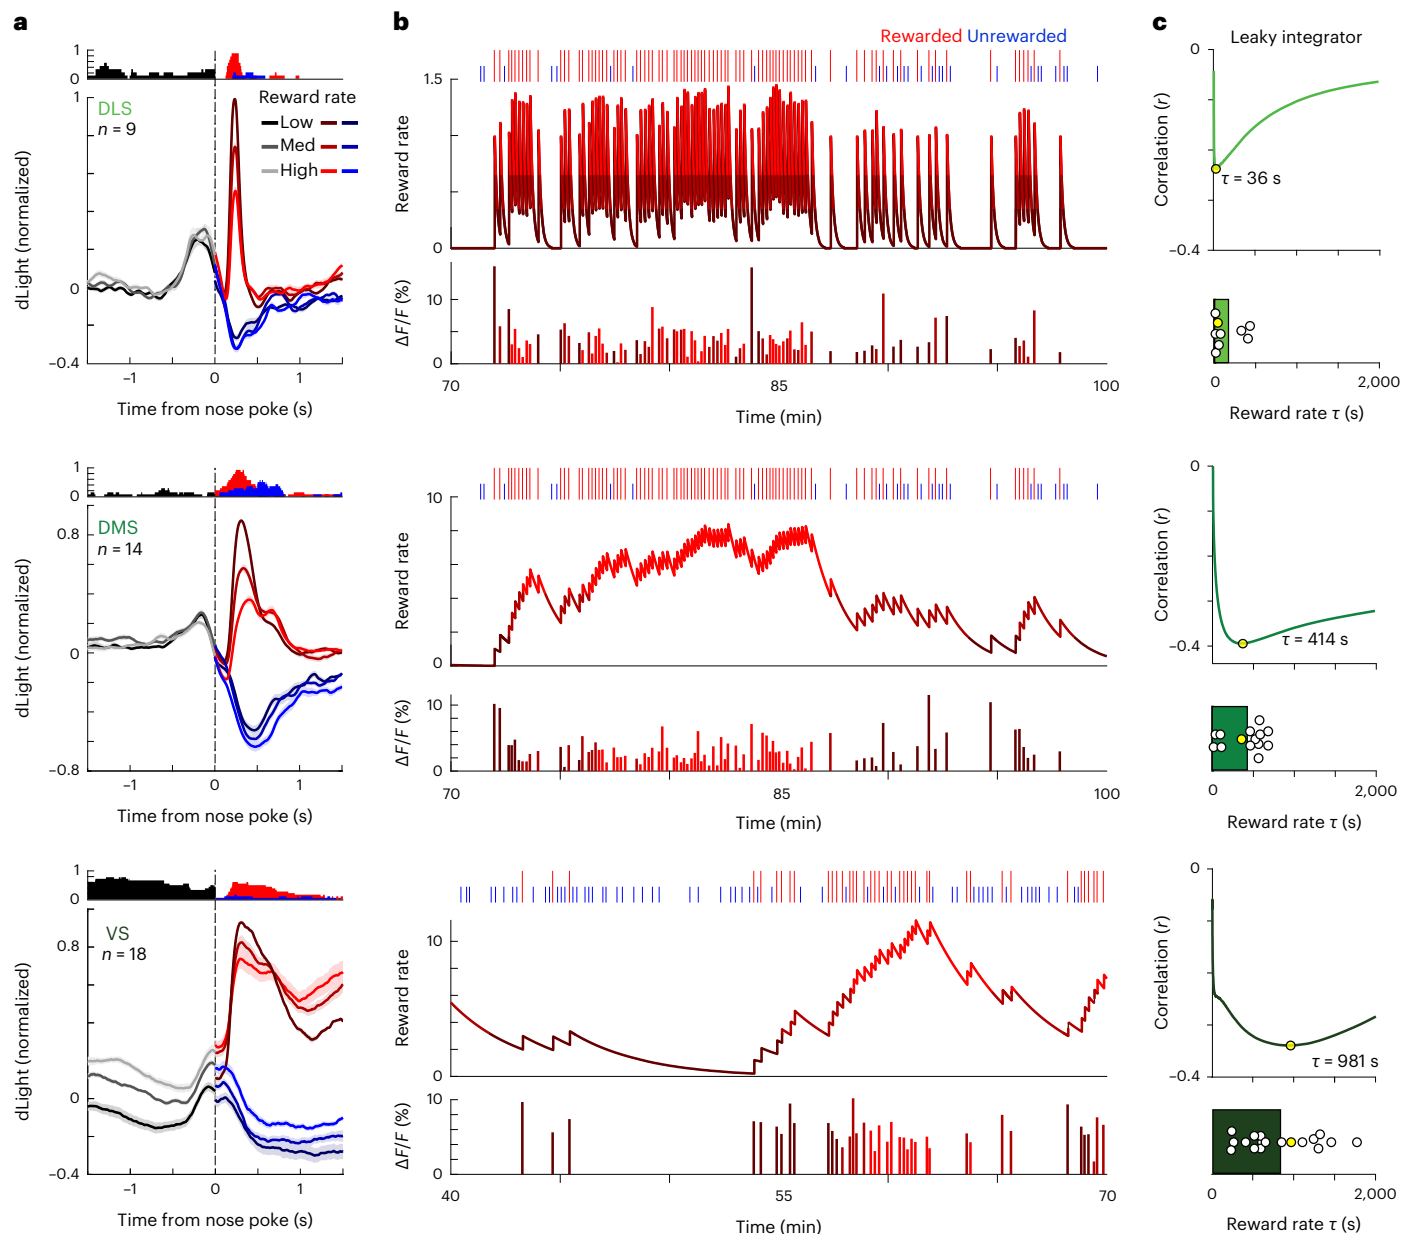 a
1
0
DLS
n = 9
Reward rate
Low
Med
High
1
0
−0.4
dLight (normalized)
−1
0
1
Time from nose poke (s)
1
0
DMS
n = 14
0.8
0
−0.8
dLight (normalized)
−1
0
1
Time from nose poke (s)
1
0
VS
n = 18
0.8
0
−0.4
dLight (normalized)
−1
0
1
Time from nose poke (s)
b
Rewarded Unrewarded
1.5
0
Reward rate
10
0
ΔF/F (%)
70
85
100
Time (min)
10
0
Reward rate
10
0
ΔF/F (%)
70
85
100
Time (min)
10
0
Reward rate
10
0
ΔF/F (%)
40
55
70
Time (min)
c
Leaky integrator
0
−0.4
Correlation (r)
τ = 36 s
0
2,000
Reward rate τ (s)
0
−0.4
Correlation (r)
τ = 414 s
0
2,000
Reward rate τ (s)
0
−0.4
Correlation (r)
τ = 981 s
0
2,000
Reward rate τ (s)